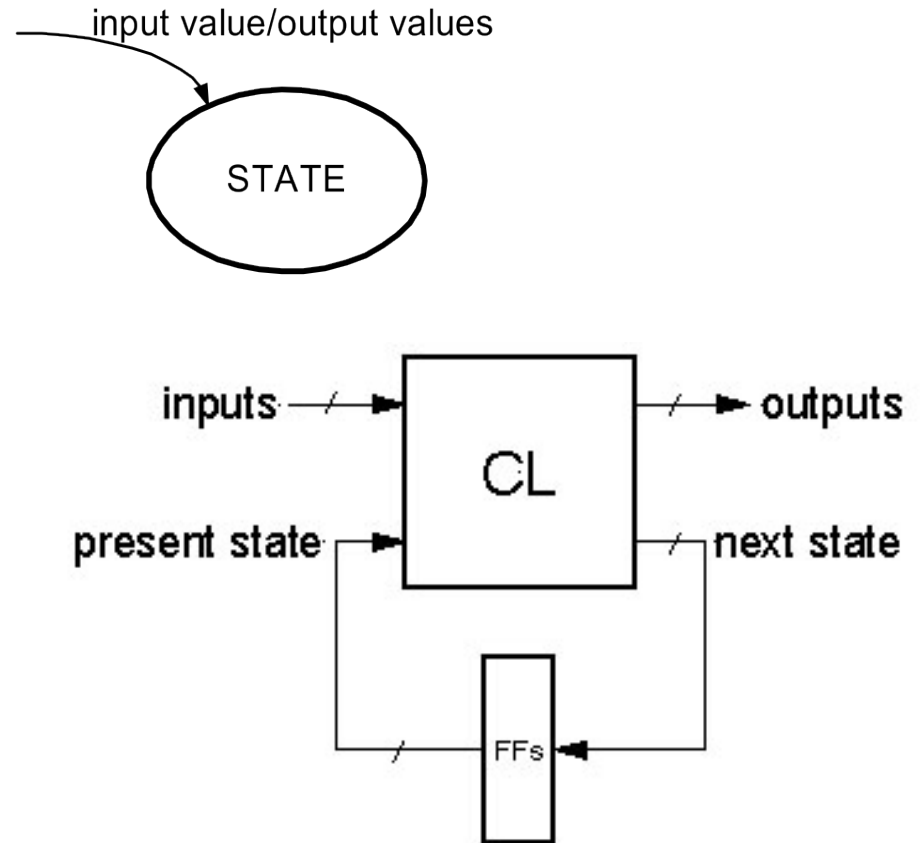 input value/output values
STATE
inputs
outputs
CL
present state
next state
FFs